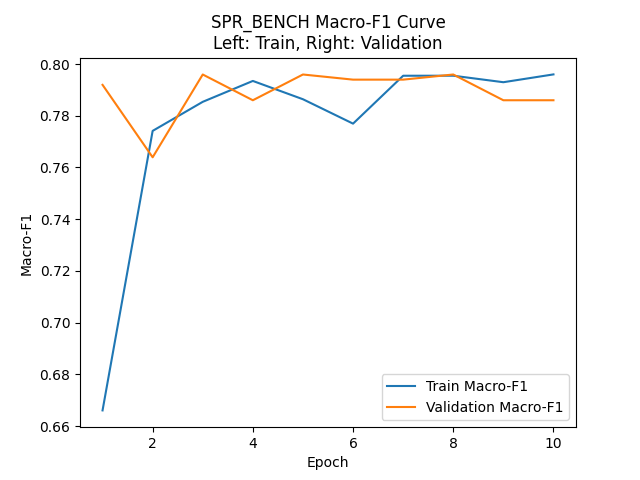 SPR_BENCH Macro-F1 Curve
Left: Train, Right: Validation
0.80
0.78
0.76
0.74
0.72
0.70
0.68
0.66
Macro-F1
Train Macro-F1
Validation Macro-F1
2
4
6
8
10
Epoch